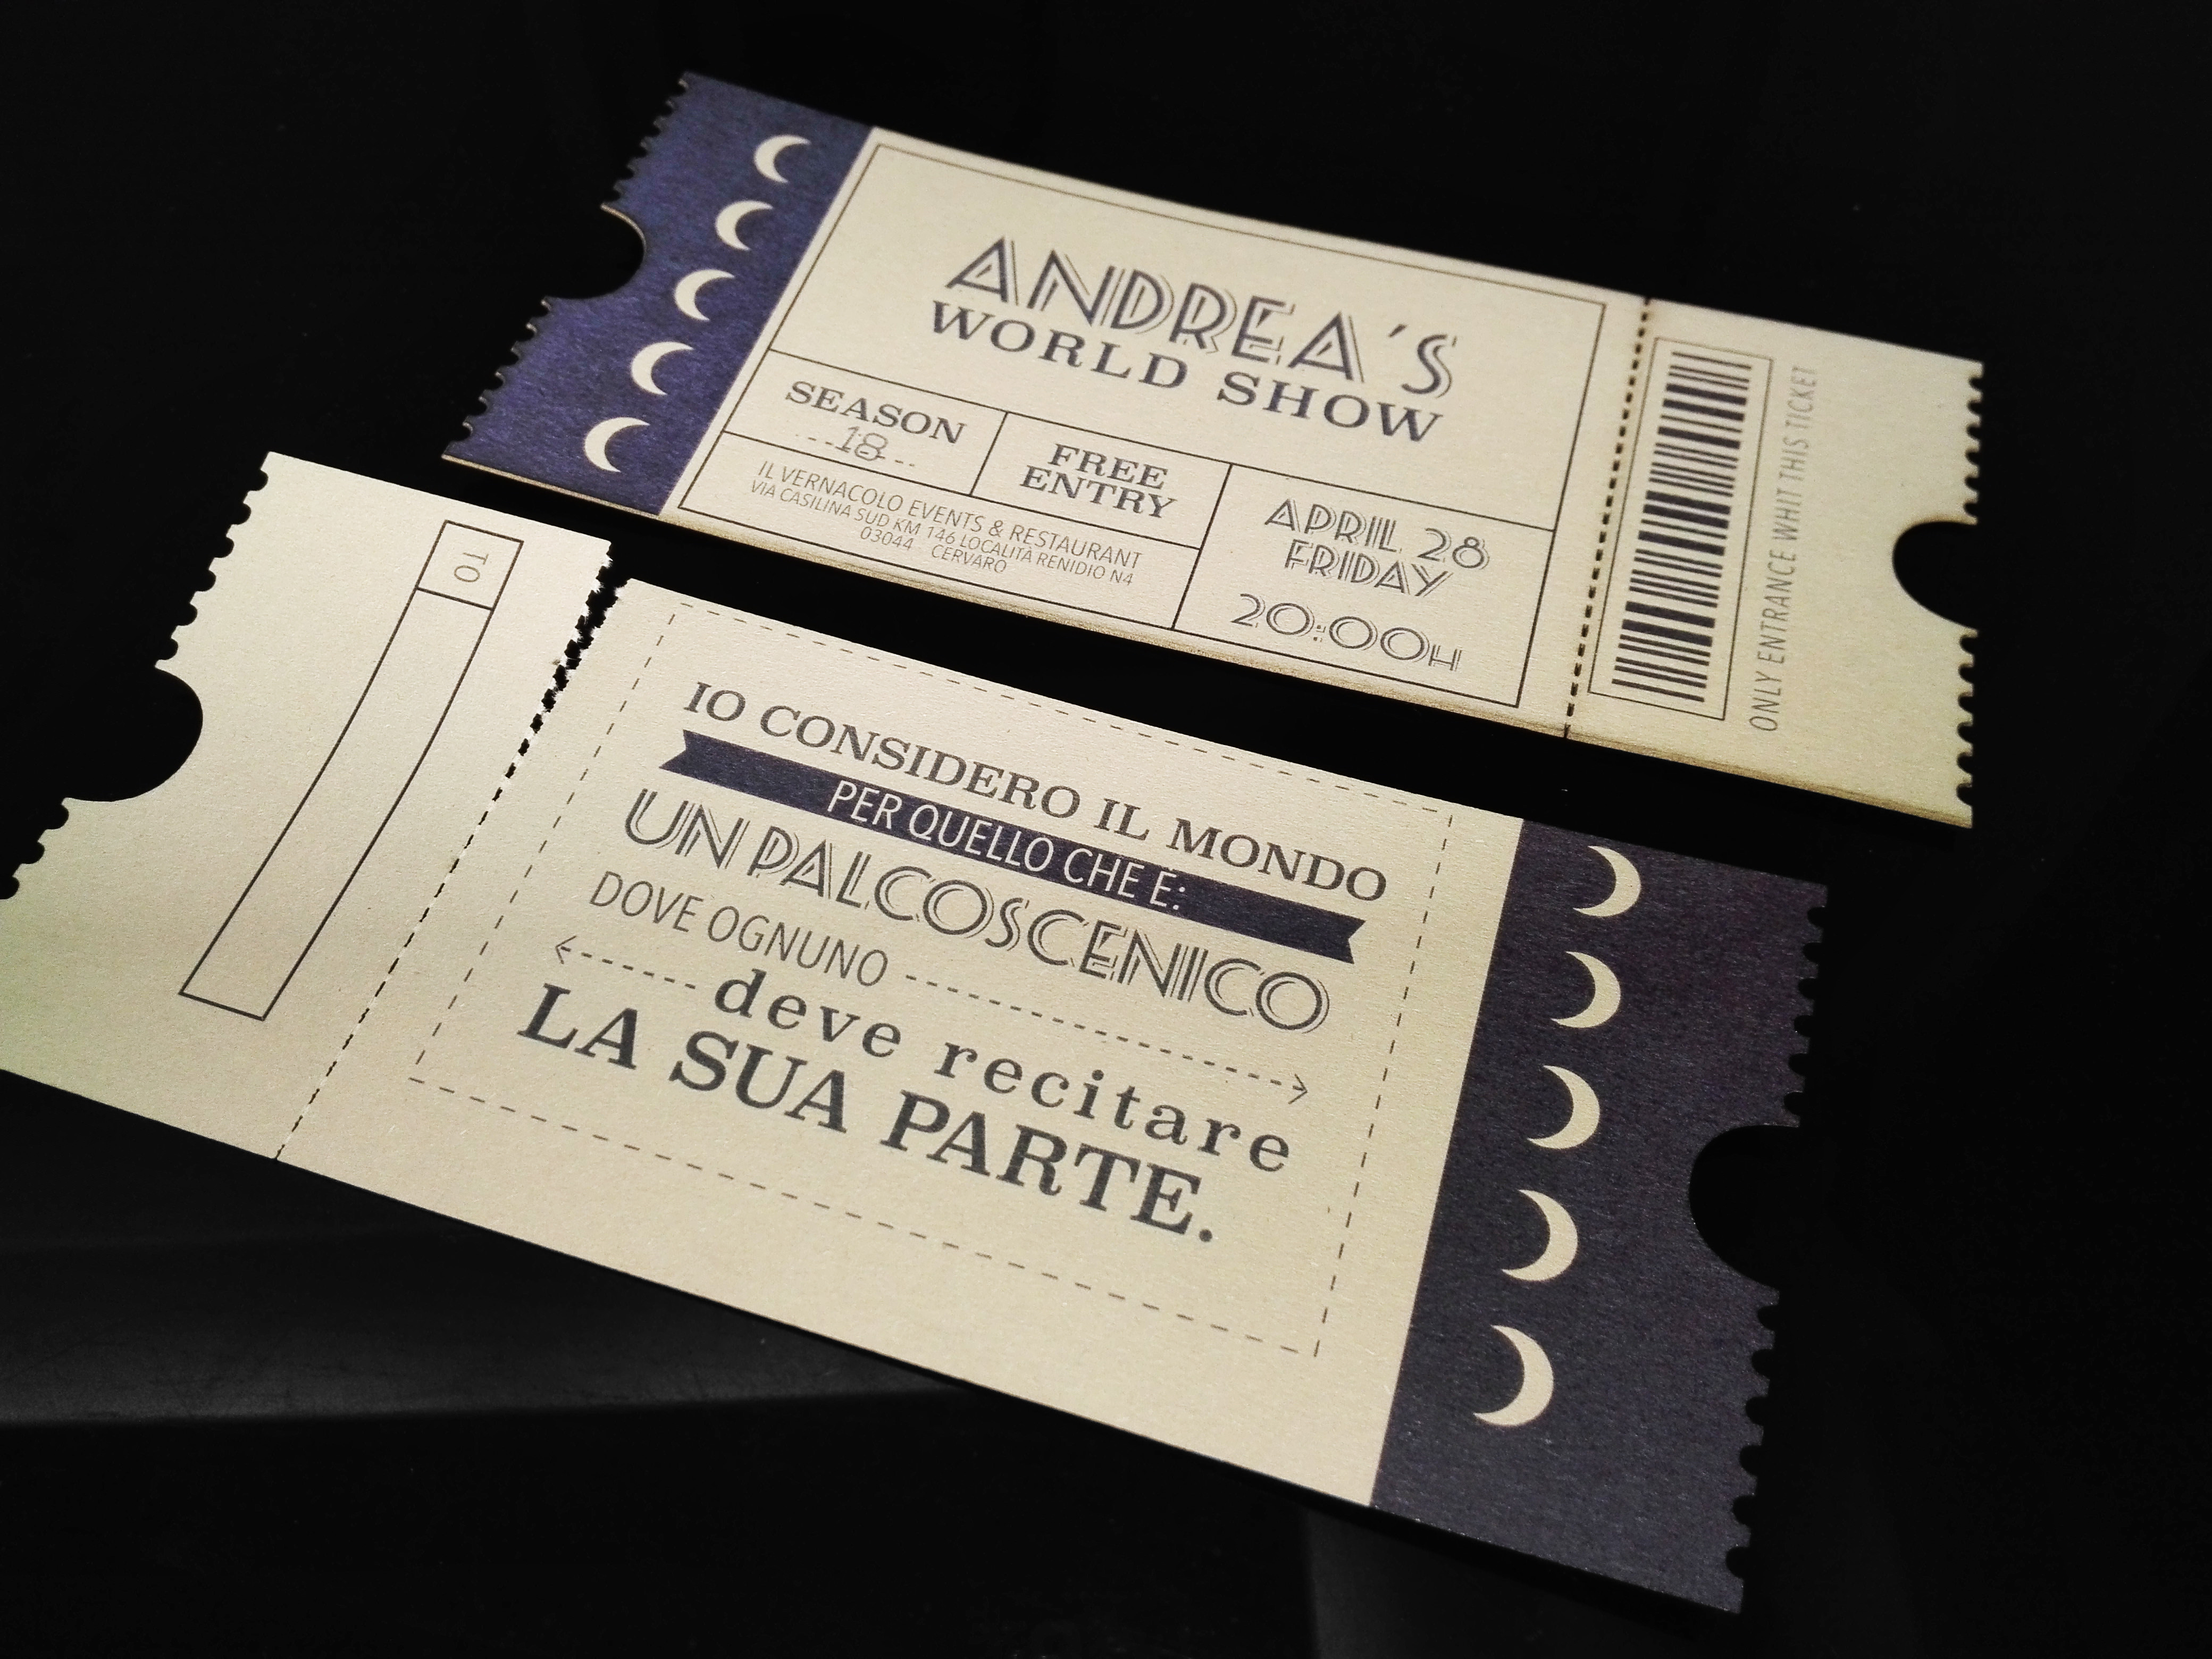 ANDREA'S
WORLD SHOW
SEASON
18
FREE
ENTRY
IL VERNACOLO EVENTS & RESTAURANT
VIA CASILINA SUD KM 146 LOCALITÀ RENIDIO N4
03044 CERVARO
APRIL 28
FRIDAY
20:00H
ONLY ENTRANCE WHIT THIS TICKET
TO
IO CONSIDERO IL MONDO
PER QUELLO CHE E:
UN PALCOSCENICO
DOVE OGNUNO
deve recitare
LA SUA PARTE.